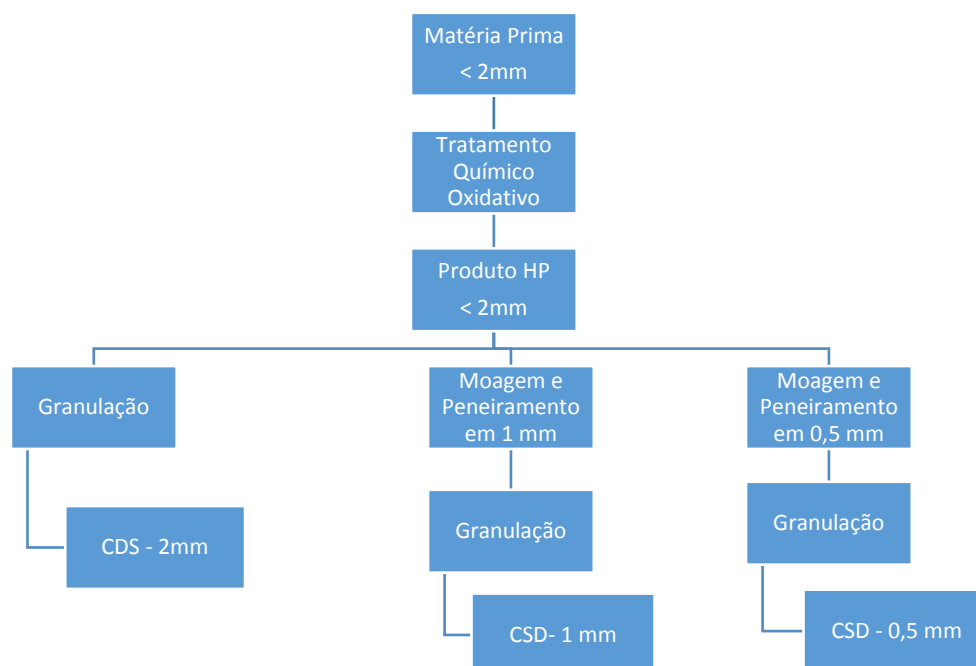 Matéria Prima
< 2mm
Tratamento
Químico
Oxidativo
Produto HP
< 2mm
Granulação
Moagem e
Peneiramento
em 1 mm
Moagem e
Peneiramento
em 0,5 mm
CDS - 2mm
Granulação
Granulação
CSD- 1 mm
CSD - 0,5 mm